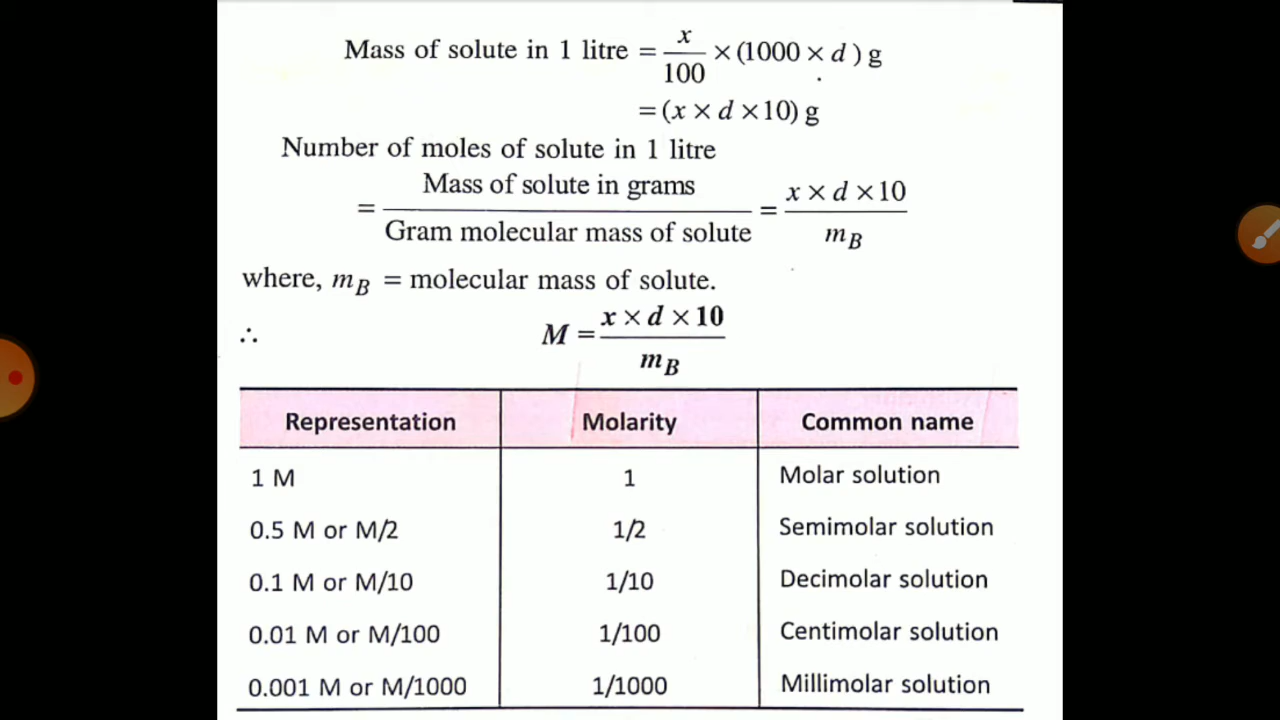 Mass of solute in 1 litre = x/100 × (1000 × d ) g
= (x × d × 10) g
Number of moles of solute in 1 litre
= Mass of solute in grams / Gram molecular mass of solute = x × d × 10 / m_B
where, m_B = molecular mass of solute.
∴ M = x × d × 10 / m_B
Representation Molarity Common name
1 M 1 Molar solution
0.5 M or M/2 1/2 Semimolar solution
0.1 M or M/10 1/10 Decimolar solution
0.01 M or M/100 1/100 Centimolar solution
0.001 M or M/1000 1/1000 Millimolar solution